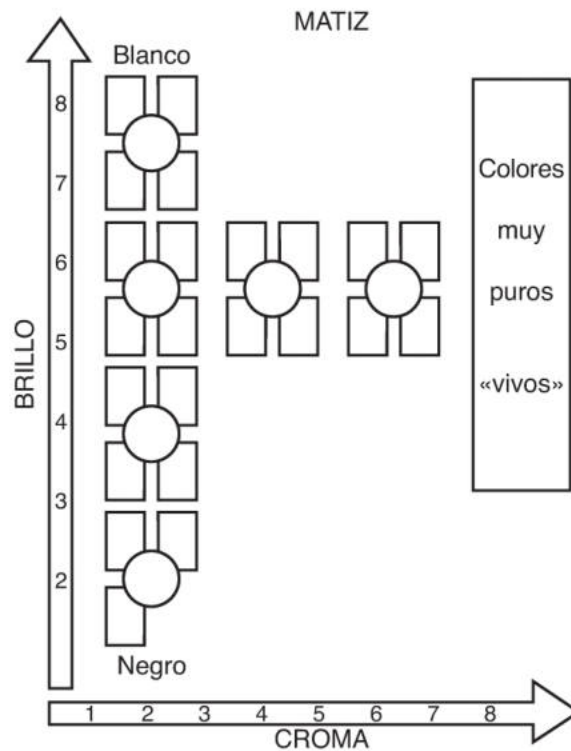 MATIZ
Blanco
8
7
6
5
4
3
2
BRILLO
Colores
muy
puros
«vivos»
Negro
1 2 3 4 5 6 7 8
CROMA